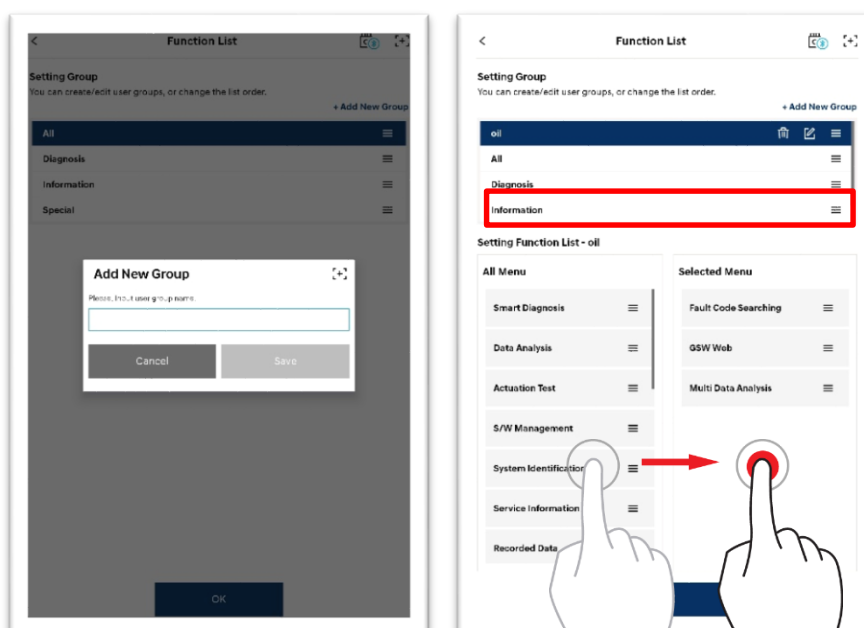 Function List
Setting Group
You can create/edit user groups, or change the list order.
+ Add New Group
All
Diagnosis
Information
Special
Add New Group
Please, input user group name.
Cancel
Save
OK
Function List
Setting Group
You can create/edit user groups, or change the list order.
+ Add New Group
oil
All
Diagnosis
Information
Setting Function List - oil
All Menu
Smart Diagnosis
Data Analysis
Actuation Test
S/W Management
System Identification
Service Information
Recorded Data
Selected Menu
Fault Code Searching
GSW Web
Multi Data Analysis